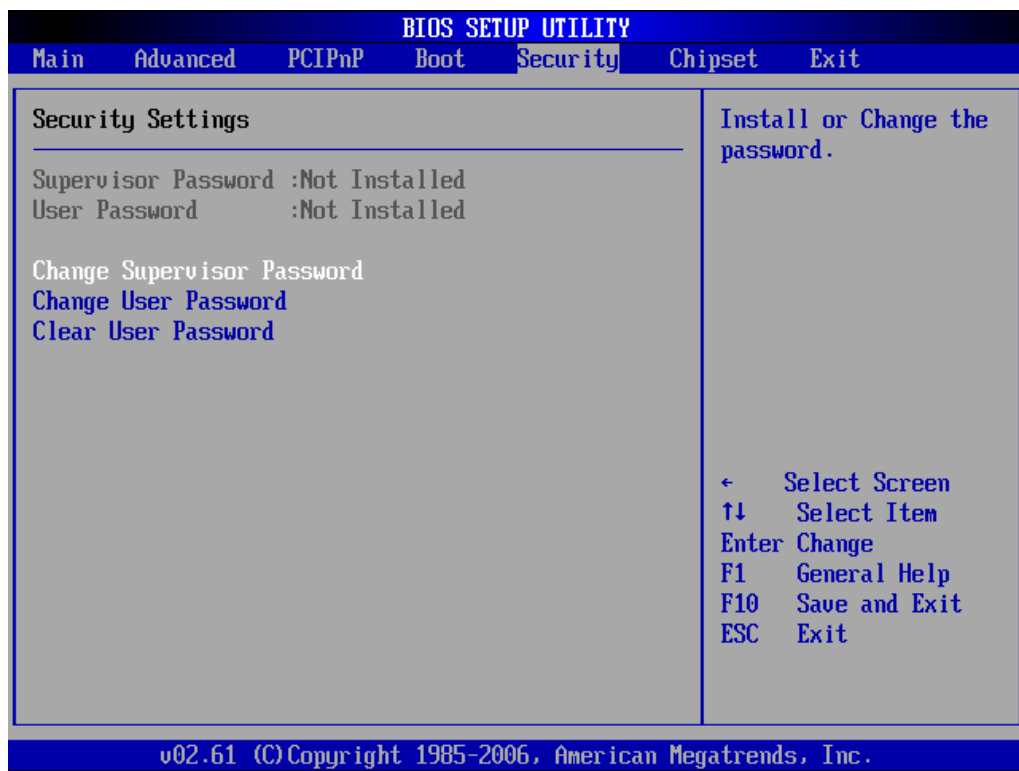 BIOS SETUP UTILITY
Main Advanced PCIPnP Boot Security Chipset Exit
Security Settings
Supervisor Password :Not Installed
User Password :Not Installed
Change Supervisor Password
Change User Password
Clear User Password
Install or Change the
password.
← Select Screen
↑↓ Select Item
Enter Change
F1 General Help
F10 Save and Exit
ESC Exit
v02.61 (C)Copyright 1985-2006, American Megatrends, Inc.